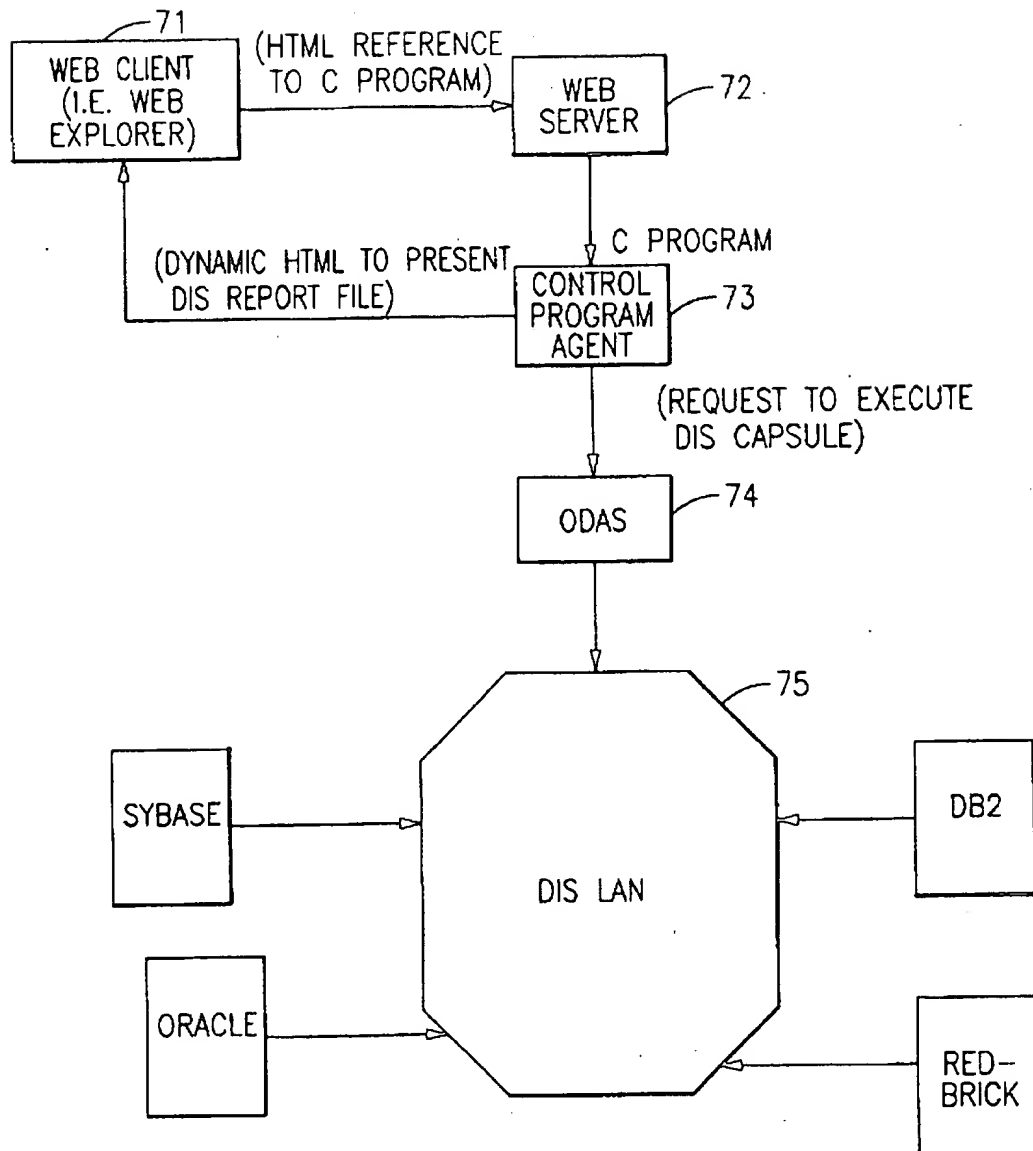 71
WEB CLIENT
(I.E. WEB
EXPLORER)
(HTML REFERENCE
TO C PROGRAM)
WEB
SERVER
72
C PROGRAM
(DYNAMIC HTML TO PRESENT
DIS REPORT FILE)
CONTROL
PROGRAM
AGENT
73
(REQUEST TO EXECUTE
DIS CAPSULE)
ODAS
74
75
SYBASE
DB2
DIS LAN
ORACLE
RED-
BRICK